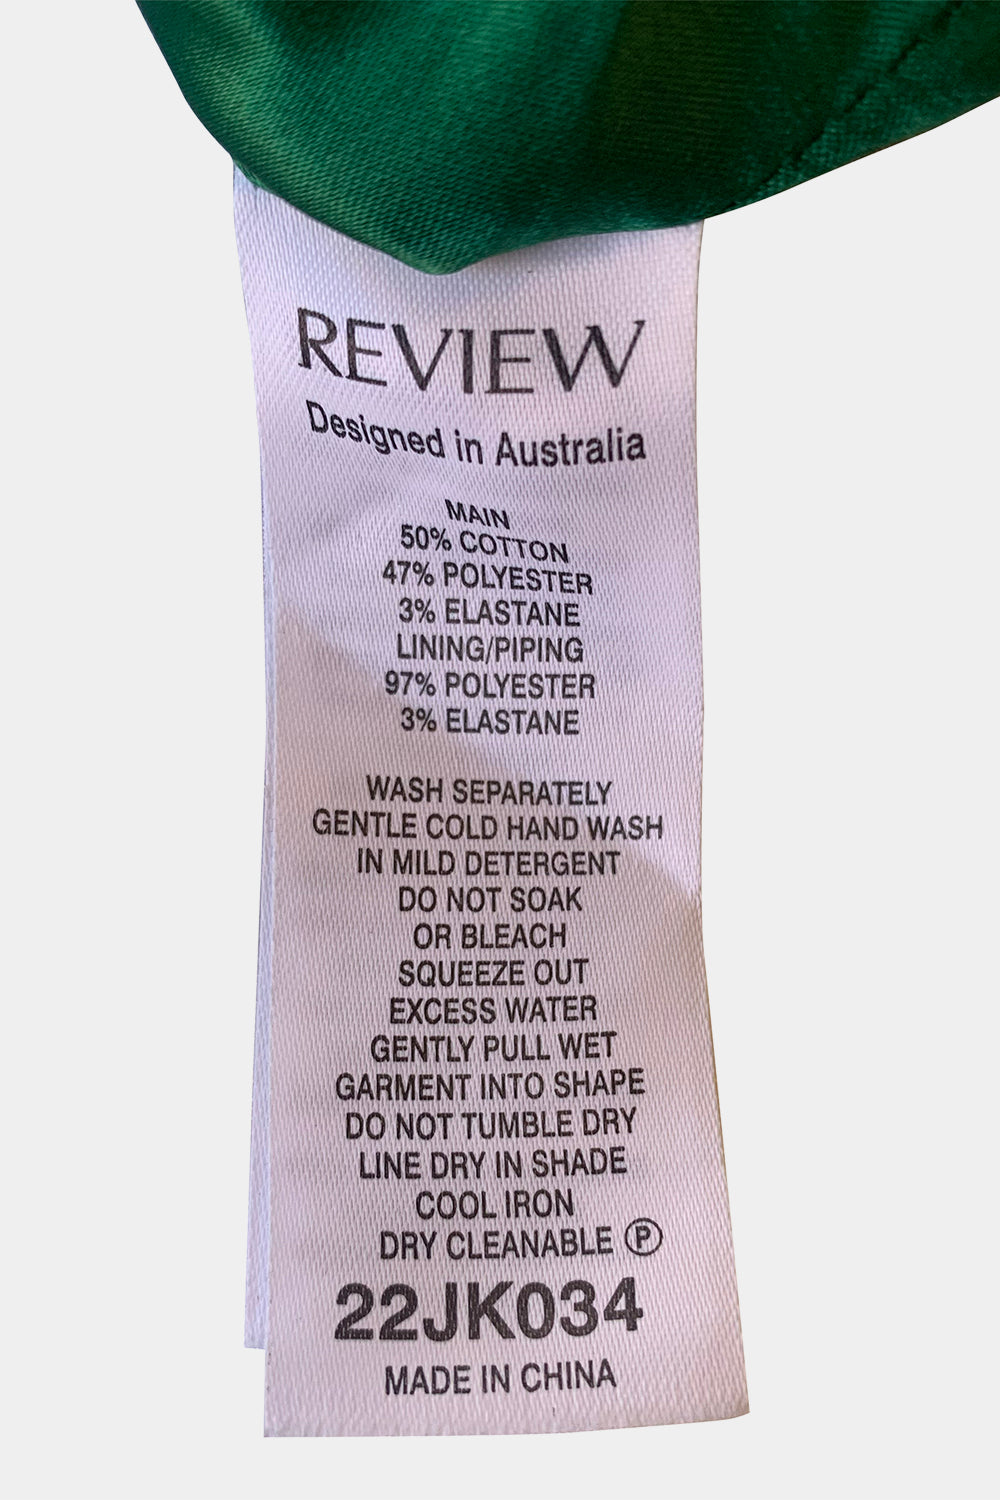 REVIEW
Designed in Australia
MAIN
50% COTTON
47% POLYESTER
3% ELASTANE
LINING/PIPING
97% POLYESTER
3% ELASTANE
WASH SEPARATELY
GENTLE COLD HAND WASH
IN MILD DETERGENT
DO NOT SOAK
OR BLEACH
SQUEEZE OUT
EXCESS WATER
GENTLY PULL WET
GARMENT INTO SHAPE
DO NOT TUMBLE DRY
LINE DRY IN SHADE
COOL IRON
DRY CLEANABLE Ⓟ
22JK034
MADE IN CHINA